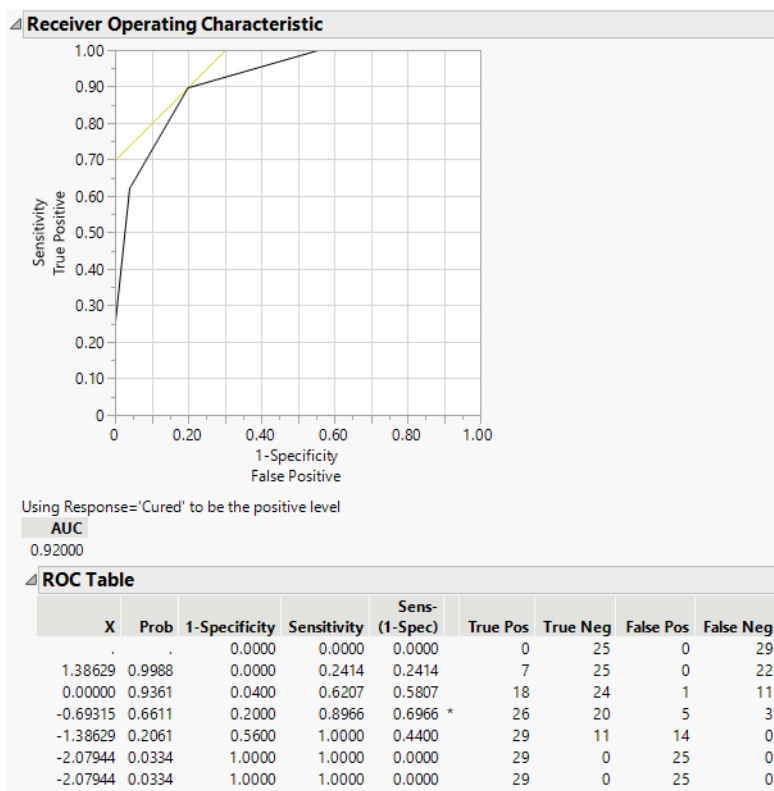 Receiver Operating Characteristic
1.00
0.90
0.80
0.70
0.60
0.50
0.40
0.30
0.20
0.10
0
Sensitivity
True Positive
0 0.20 0.40 0.60 0.80 1.00
1-Specificity
False Positive
Using Response='Cured' to be the positive level
AUC
0.92000
ROC Table
Sens-
X Prob 1-Specificity Sensitivity (1-Spec) True Pos True Neg False Pos False Neg
. . 0.0000 0.0000 0.0000 0 25 0 29
1.38629 0.9988 0.0000 0.2414 0.2414 7 25 0 22
0.00000 0.9361 0.0400 0.6207 0.5807 18 24 1 11
-0.69315 0.6611 0.2000 0.8966 0.6966 * 26 20 5 3
-1.38629 0.2061 0.5600 1.0000 0.4400 29 11 14 0
-2.07944 0.0334 1.0000 1.0000 0.0000 29 0 25 0
-2.07944 0.0334 1.0000 1.0000 0.0000 29 0 25 0